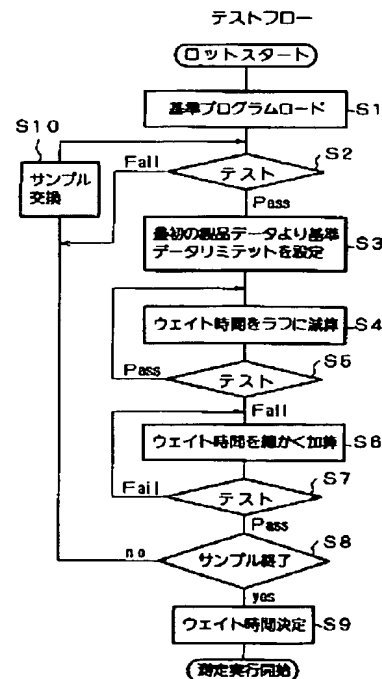 テストフロー
ロットスタート
基準プログラムロード
S1
S10
サンプル
交換
Fail
テスト
S2
Pass
最初の製品データより基準
データリミテットを設定
S3
ウェイト時間をラフに減算
S4
Pass
テスト
S5
Fail
ウェイト時間を細かく加算
S6
Fail
テスト
S7
Pass
no
サンプル終了
S8
yes
ウェイト時間決定
S9
測定実行開始